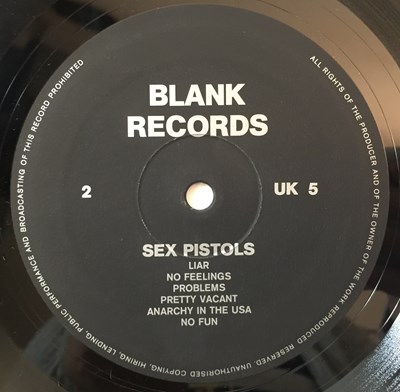 BLANK
RECORDS
2
UK 5
SEX PISTOLS
LIAR
NO FEELINGS
PROBLEMS
PRETTY VACANT
ANARCHY IN THE USA
NO FUN
ALL RIGHTS OF THE PRODUCER AND OF THE OWNER OF THE WORK REPRODUCED RESERVED. UNAUTHORISED COPYING, HIRING, LENDING, PUBLIC PERFORMANCE AND BROADCASTING OF THIS RECORD PROHIBITED